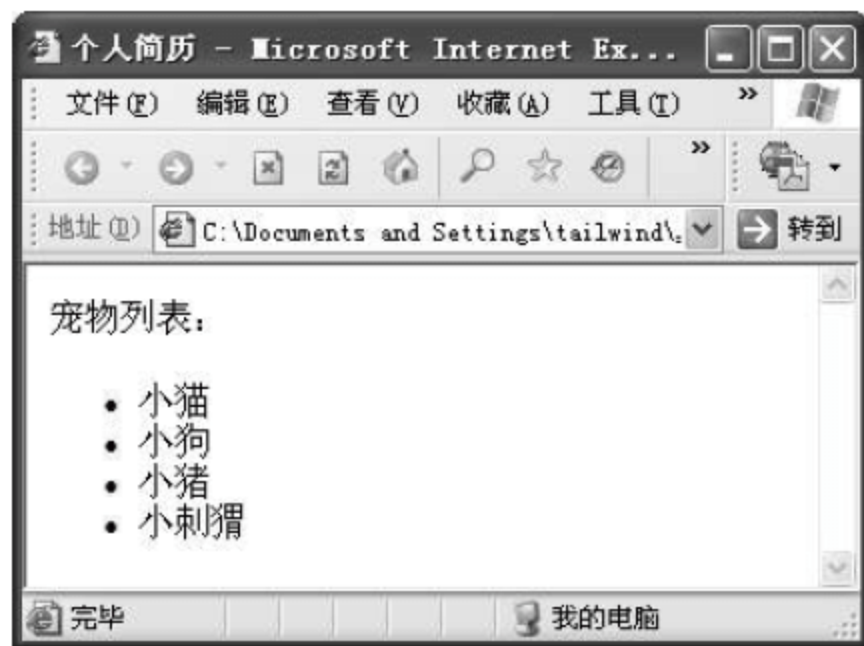 个人简历 - Microsoft Internet Ex...
文件(F) 编辑(E) 查看(V) 收藏(A) 工具(T) »
»
地址(D) C:\Documents and Settings\tailwind\ 转到
宠物列表：
• 小猫
• 小狗
• 小猪
• 小刺猬
完毕 我的电脑